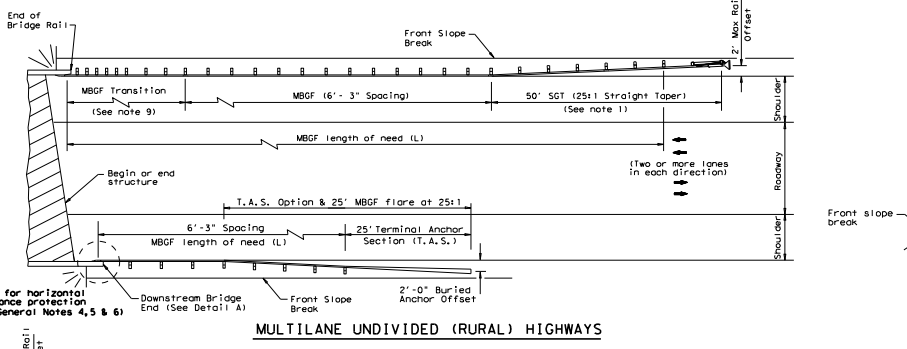 End of
Bridge Rail
Front Slope
Break
2' Max Rail
Offset
MBGF Transition
(See note 9)
MBGF (6'- 3" Spacing)
50' SGT (25:1 Straight Taper)
(See note 1)
Shoulder
MBGF length of need (L)
(Two or more lanes
in each direction)
Roadway
Begin or end
structure
T.A.S. Option & 25' MBGF flare at 25:1
Front slope
break
6'-3" Spacing
MBGF length of need (L)
25' Terminal Anchor
Section (T.A.S.)
Shoulder
for horizontal
ance protection
General Notes 4,5 & 6)
Downstream Bridge
End (See Detail A)
Front Slope
Break
2'-0" Buried
Anchor Offset
MULTILANE UNDIVIDED (RURAL) HIGHWAYS
Rail
et